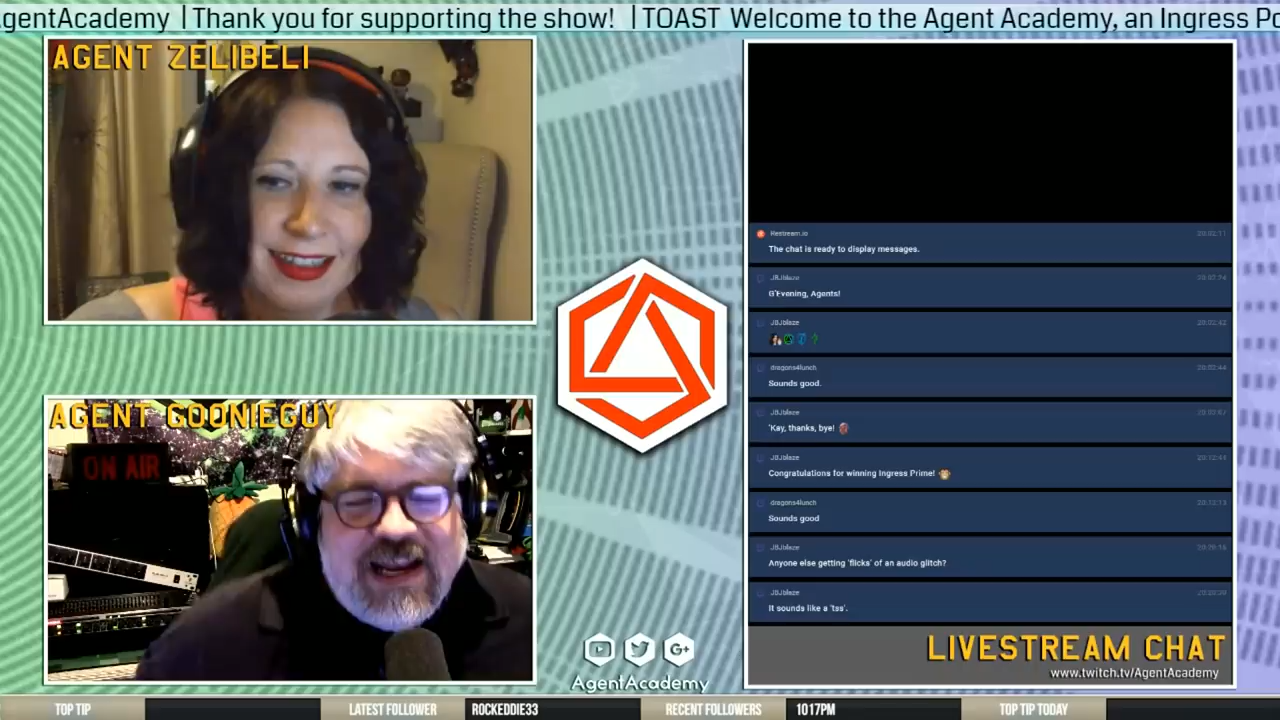 gentAcademy | Thank you for supporting the show! | TOAST Welcome to the Agent Academy, an Ingress Po
AGENT ZELIBELI
AGENT GOONIEGUY
ON AIR
Restream.io
The chat is ready to display messages.
JBJblaze
G'Evening, Agents!
JBJblaze
dragons4lunch
Sounds good.
JBJblaze
'Kay, thanks, bye!
JBJblaze
Congratulations for winning Ingress Prime!
dragons4lunch
Sounds good
JBJblaze
Anyone else getting 'flicks' of an audio glitch?
JBJblaze
It sounds like a 'tss'.
LIVESTREAM CHAT
www.twitch.tv/AgentAcademy
G+
AgentAcademy
TOP TIP
LATEST FOLLOWER
ROCKEDDIE33
RECENT FOLLOWERS
1017PM
TOP TIP TODAY